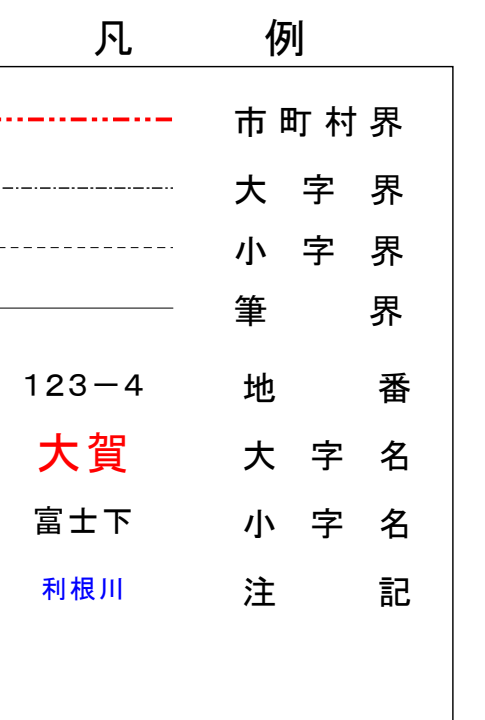 凡例
市町村界
大字界
小字界
筆界
123−4 地番
大賀 大字名
富士下 小字名
利根川 注記